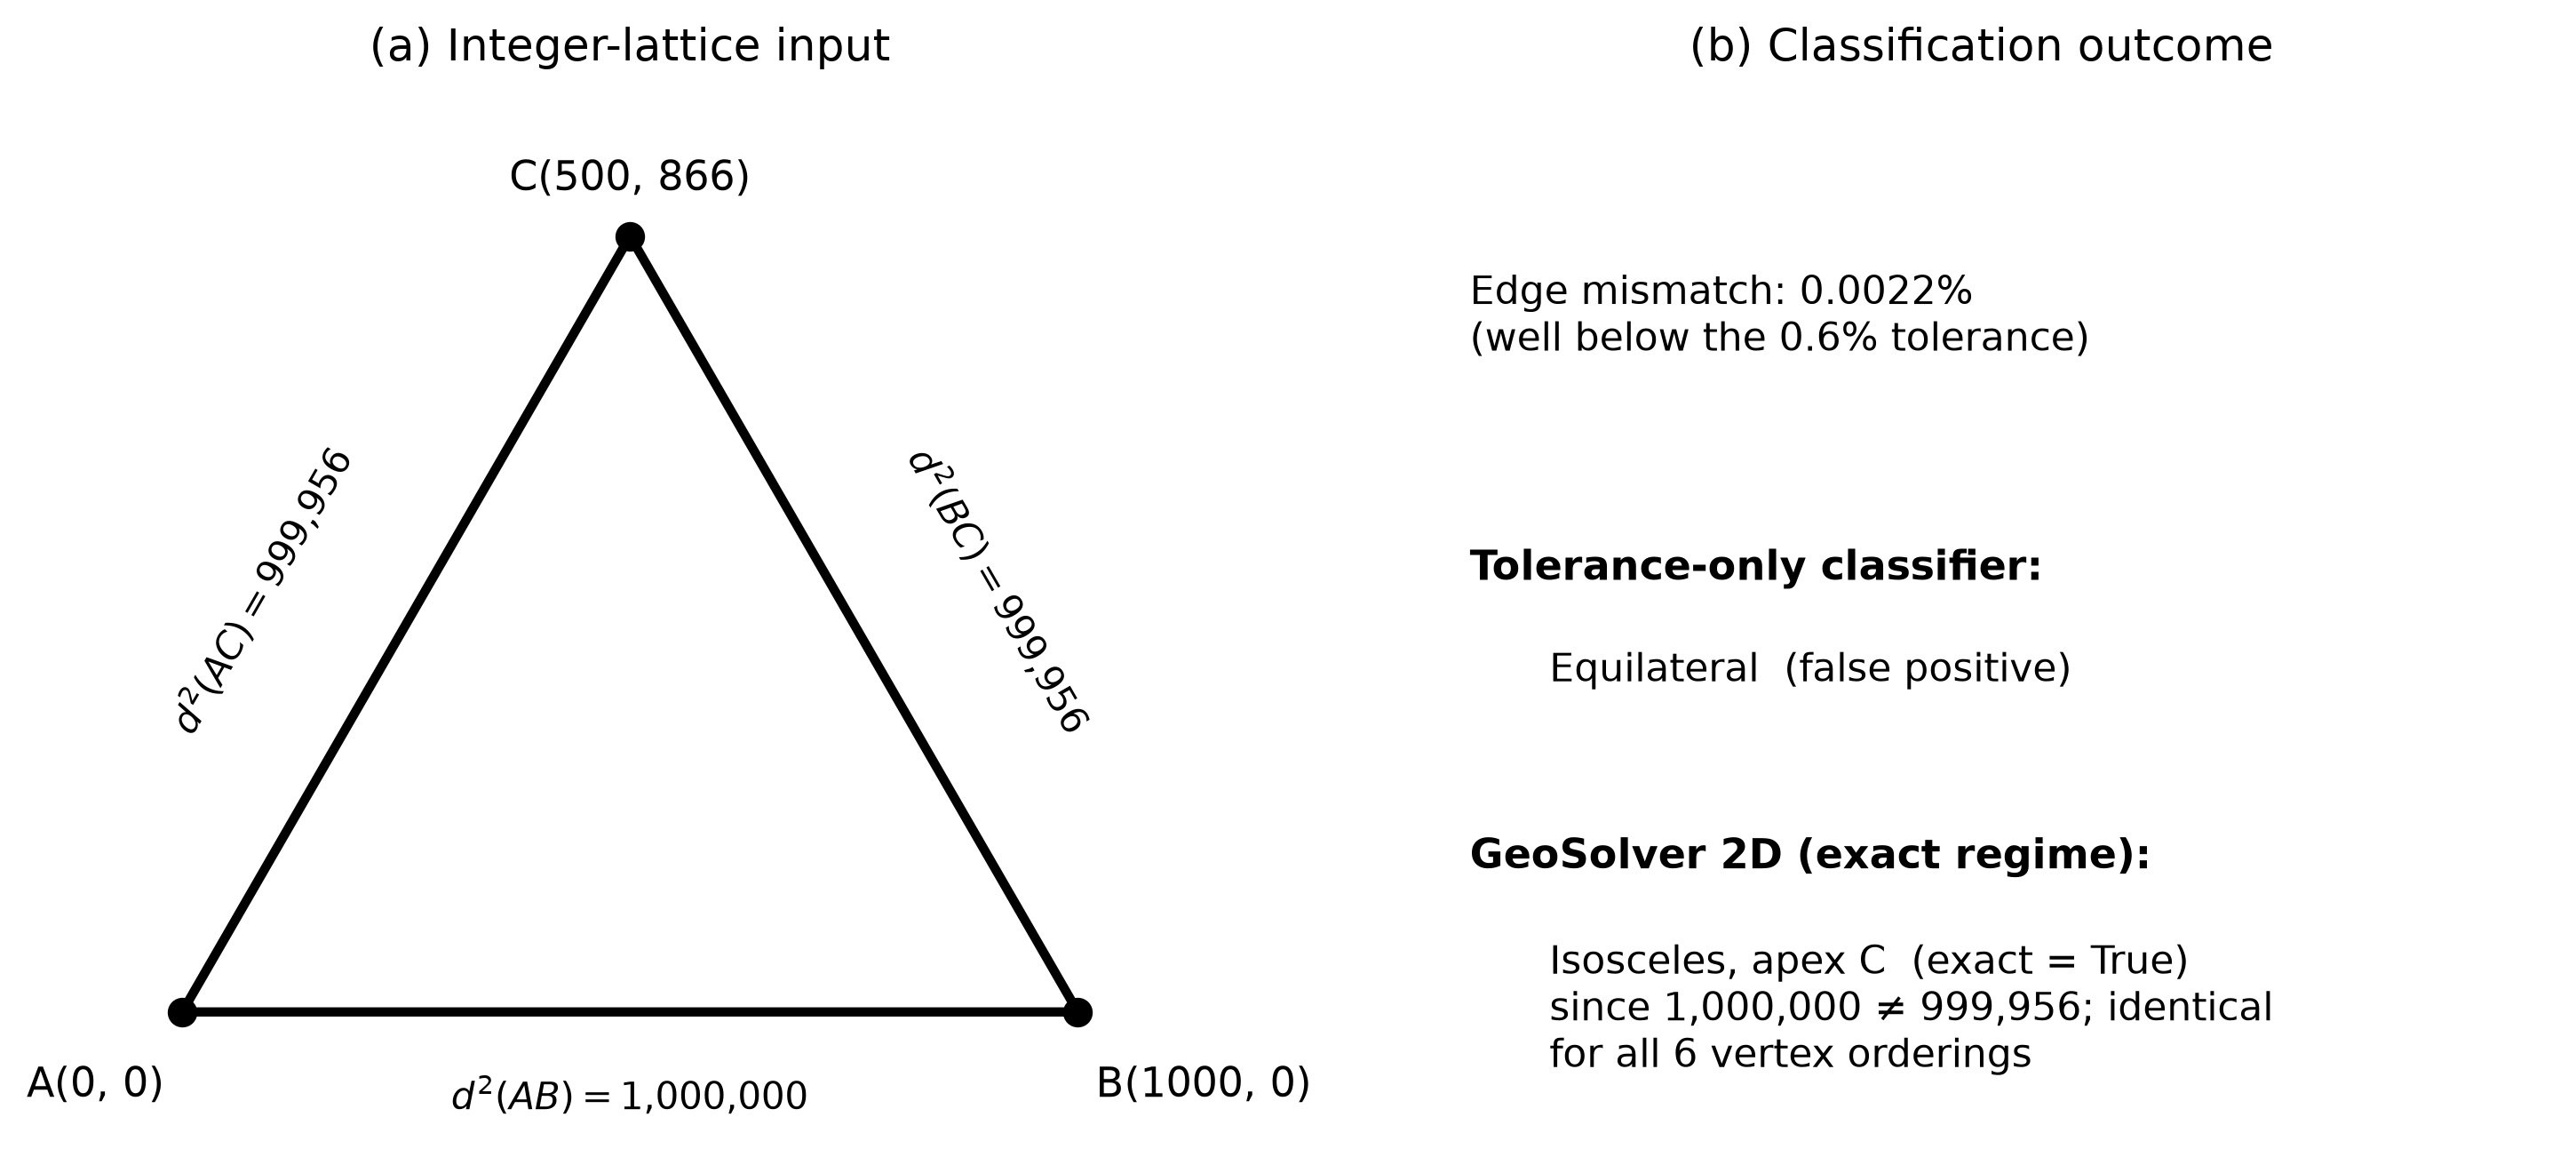 (a) Integer-lattice input
C(500, 866)
d²(AC) = 999,956
d²(BC) = 999,956
A(0, 0)
d²(AB) = 1,000,000
B(1000, 0)
(b) Classification outcome
Edge mismatch: 0.0022%
(well below the 0.6% tolerance)
Tolerance-only classifier:
Equilateral (false positive)
GeoSolver 2D (exact regime):
Isosceles, apex C (exact = True)
since 1,000,000 ≠ 999,956; identical
for all 6 vertex orderings